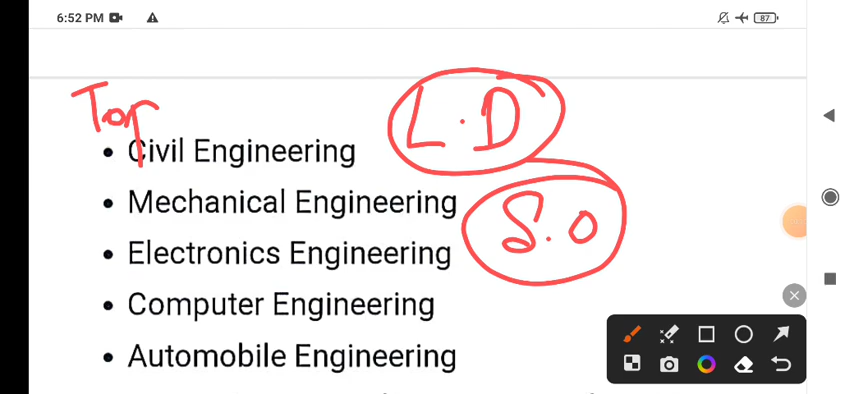 6:52 PM
87
Top
L.D
• Civil Engineering
• Mechanical Engineering
S.O
• Electronics Engineering
• Computer Engineering
• Automobile Engineering